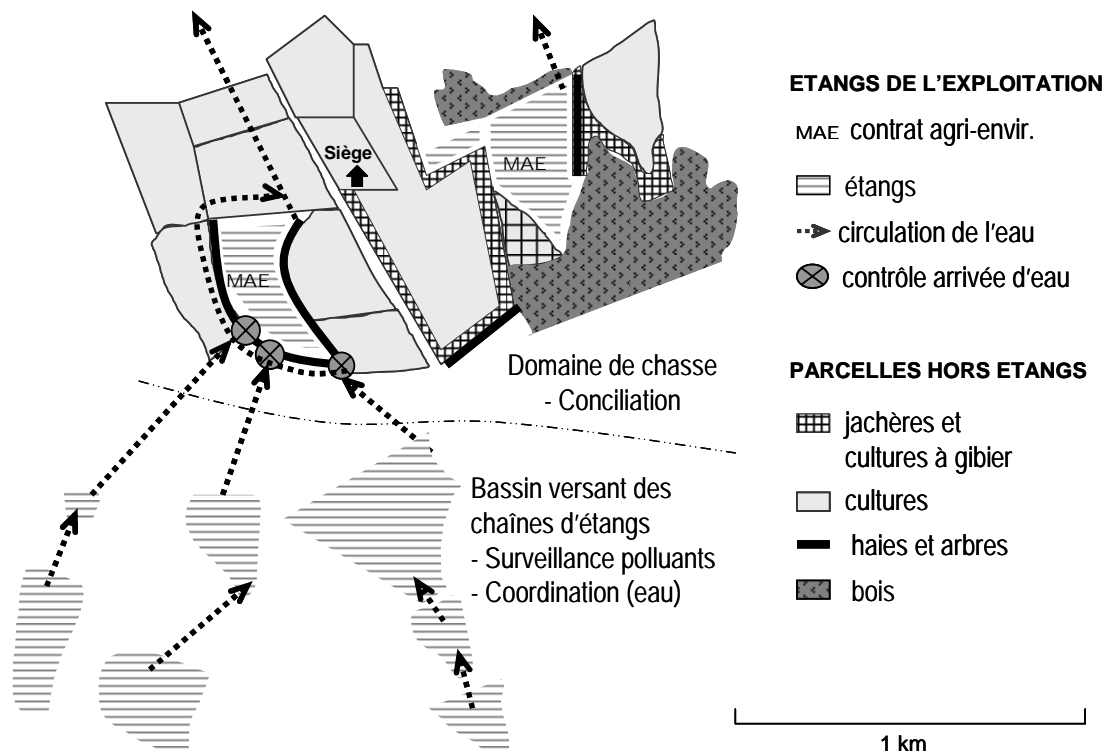 Siège
MAE
MAE
Domaine de chasse
- Conciliation
Bassin versant des
chaînes d'étangs
- Surveillance polluants
- Coordination (eau)
ETANGS DE L'EXPLOITATION
MAE contrat agri-envir.
étangs
circulation de l'eau
contrôle arrivée d'eau
PARCELLES HORS ETANGS
jachères et
cultures à gibier
cultures
haies et arbres
bois
1 km